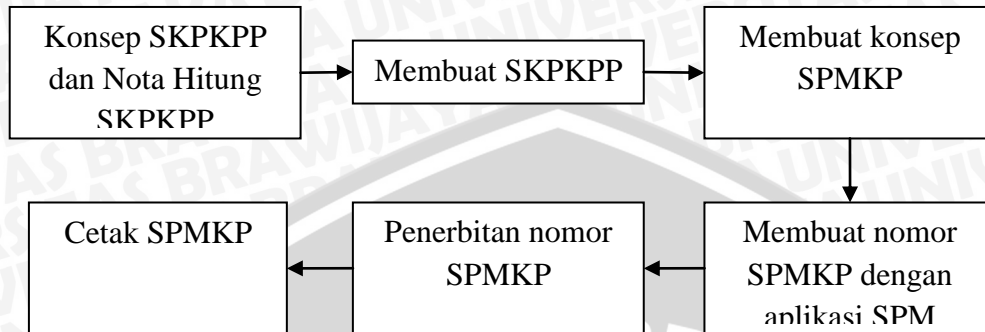 Konsep SKPKPP
dan Nota Hitung
SKPKPP
Membuat SKPKPP
Membuat konsep
SPMKP
Membuat nomor
SPMKP dengan
aplikasi SPM
Penerbitan nomor
SPMKP
Cetak SPMKP